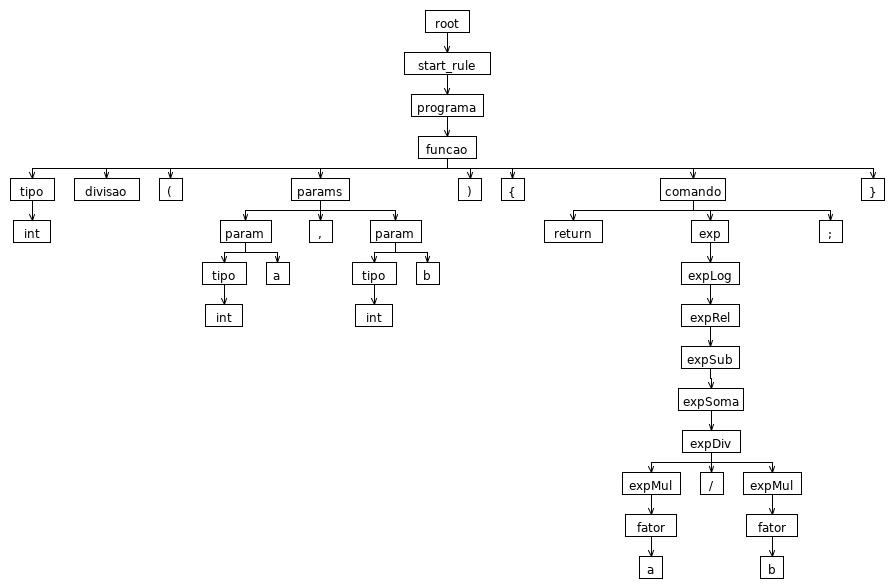 root
start_rule
programa
funcao
tipo divisao ( params ) { comando }
int param , param return exp ;
tipo a tipo b expLog
int int expRel
expSub
expSoma
expDiv
expMul / expMul
fator fator
a b